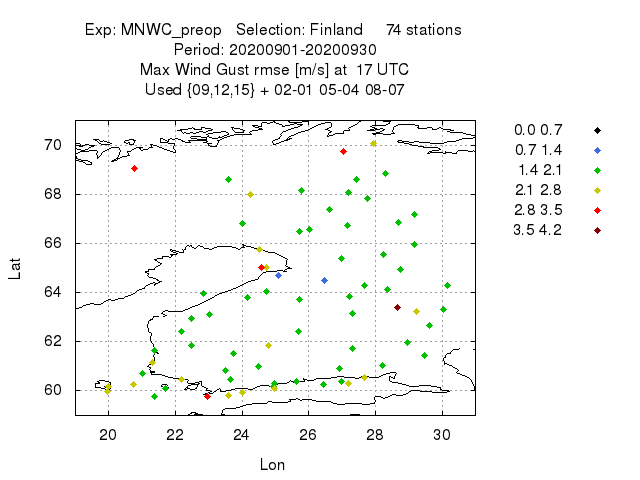 Exp: MNWC_preop Selection: Finland 74 stations
Period: 20200901-20200930
Max Wind Gust rmse [m/s] at 17 UTC
Used {09,12,15} + 02-01 05-04 08-07
0.0 0.7
0.7 1.4
1.4 2.1
2.1 2.8
2.8 3.5
3.5 4.2
Lat
70
68
66
64
62
60
20 22 24 26 28 30
Lon